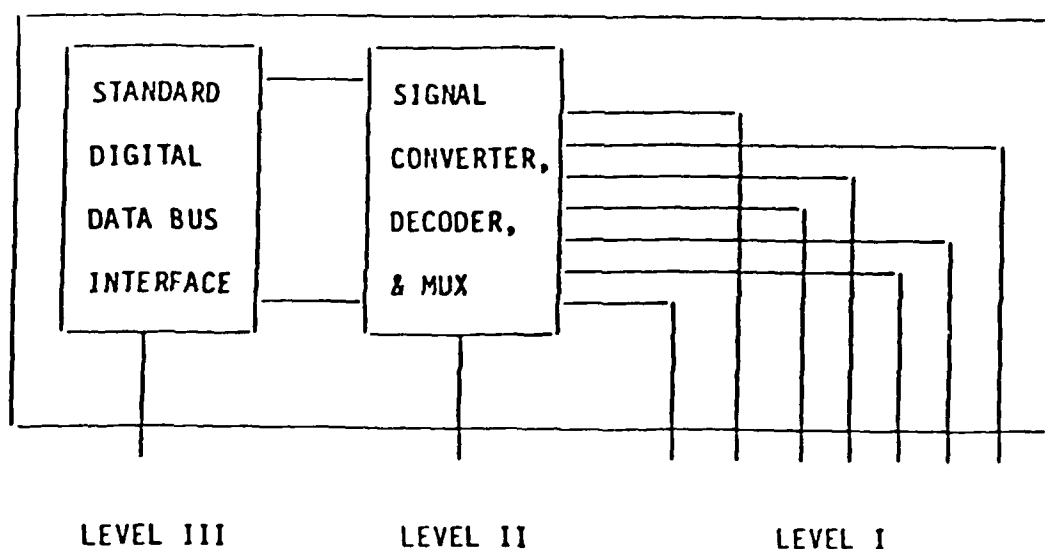 STANDARD
DIGITAL
DATA BUS
INTERFACE
SIGNAL
CONVERTER,
DECODER,
& MUX
LEVEL III
LEVEL II
LEVEL I